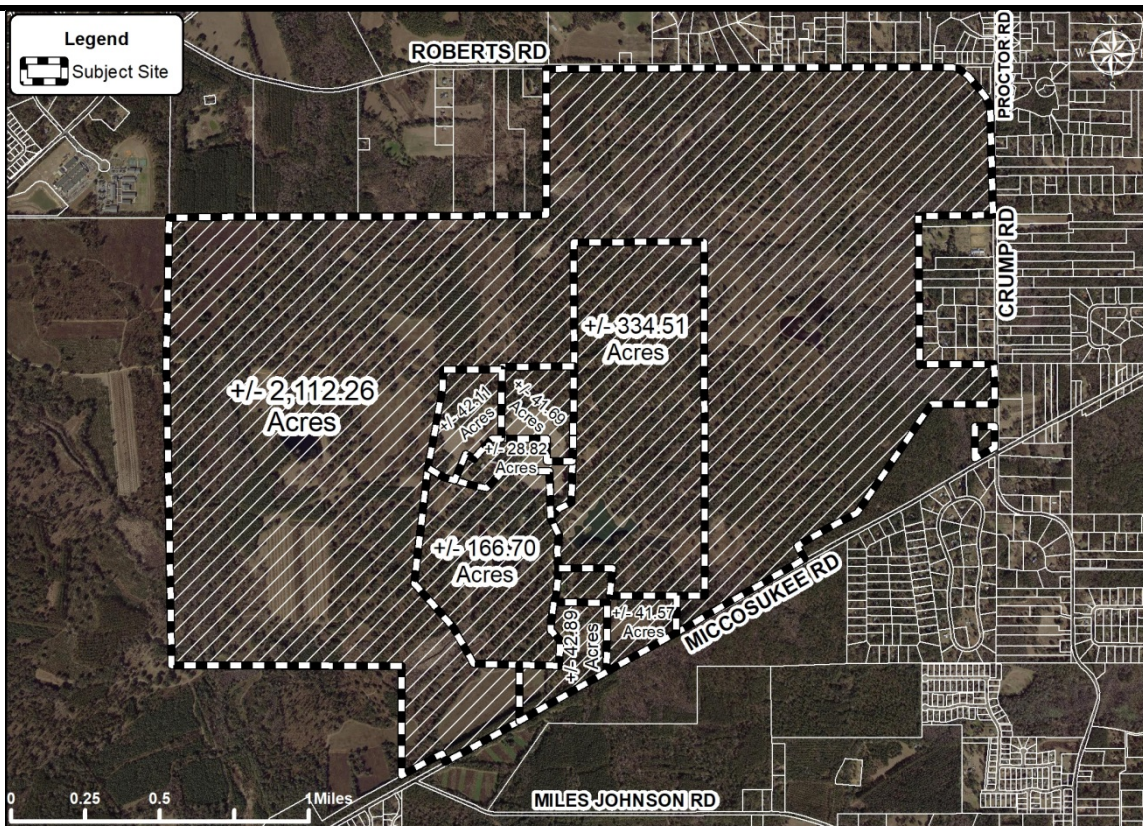 Legend
Subject Site
ROBERTS RD
PROCTOR RD
W
S
CRUMP RD
+/- 334.51
Acres
+/- 2,112.26
Acres
+/- 42.11
Acres
+/- 41.69
Acres
+/- 28.82
Acres
+/- 166.70
Acres
+/- 42.89
Acres
+/- 41.57
Acres
MICCOSUKEE RD
MILES JOHNSON RD
0 0.25 0.5 1 Miles